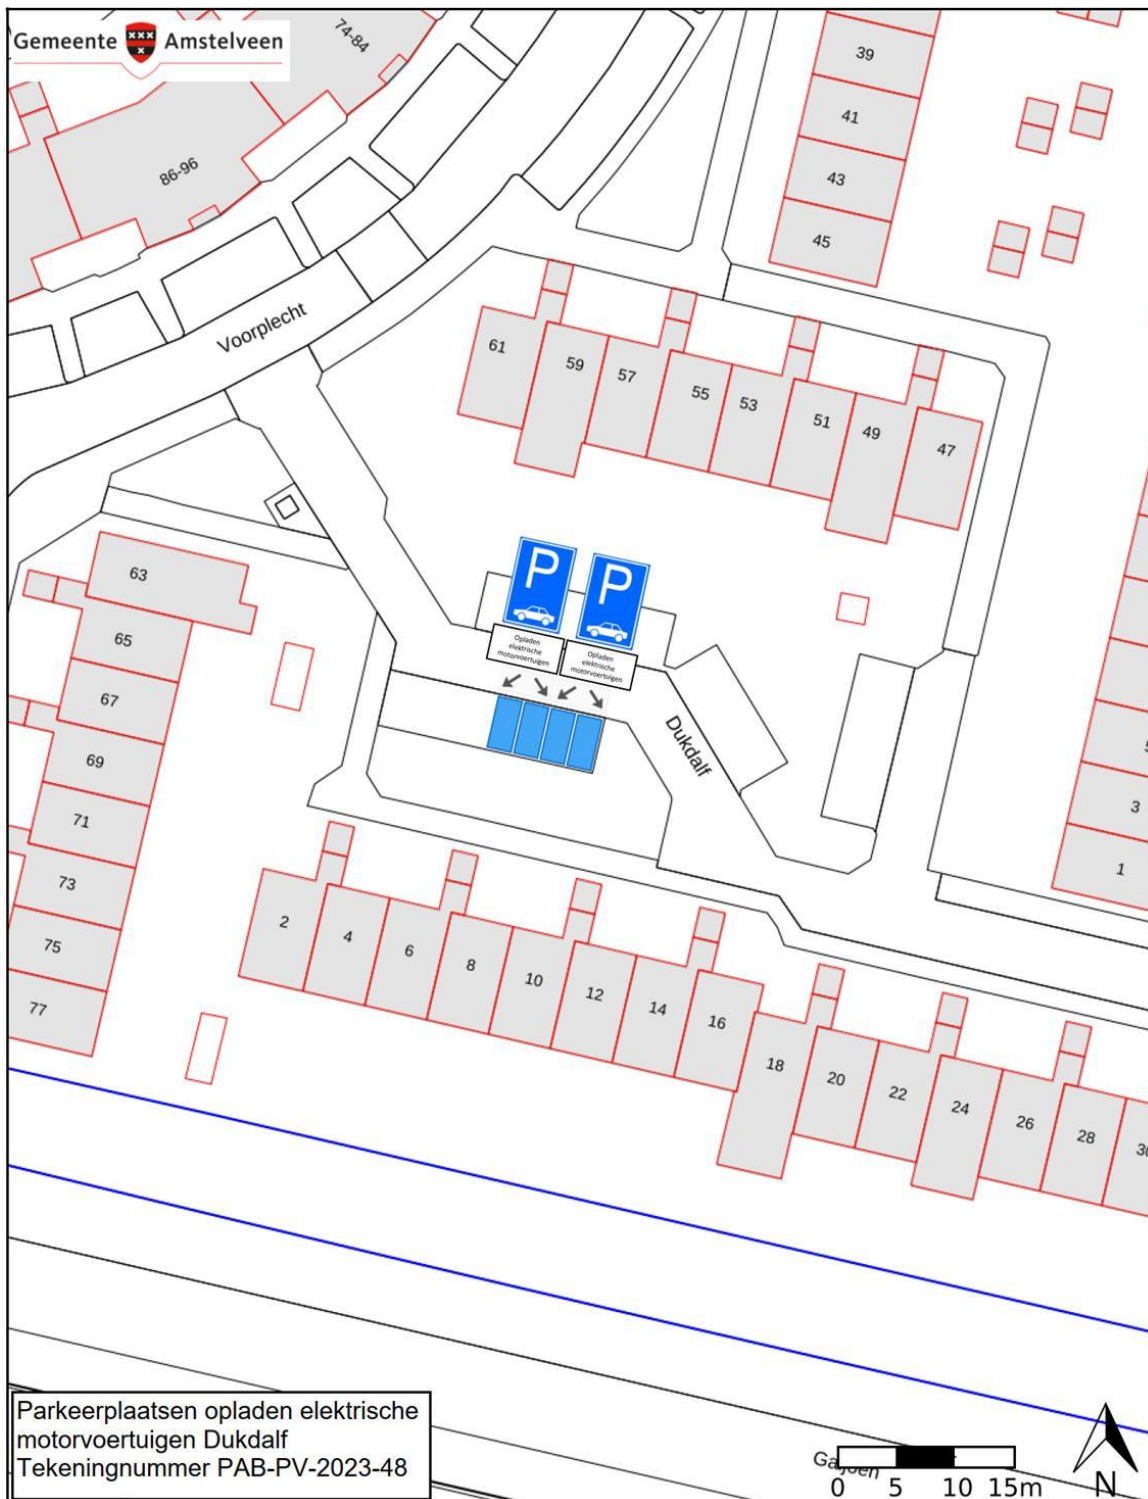 Gemeente Amstelveen
74-84
86-96
39
41
43
45
Voorplecht
61
59
57
55
53
51
49
47
63
65
67
69
71
73
75
77
P
P
Opladen
elektrische
motorvoertuigen
Opladen
elektrische
motorvoertuigen
Dukdalf
3
1
2
4
6
8
10
12
14
16
18
20
22
24
26
28
Parkeerplaatsen opladen elektrische
motorvoertuigen Dukdalf
Tekeningnummer PAB-PV-2023-48
0 5 10 15m
N